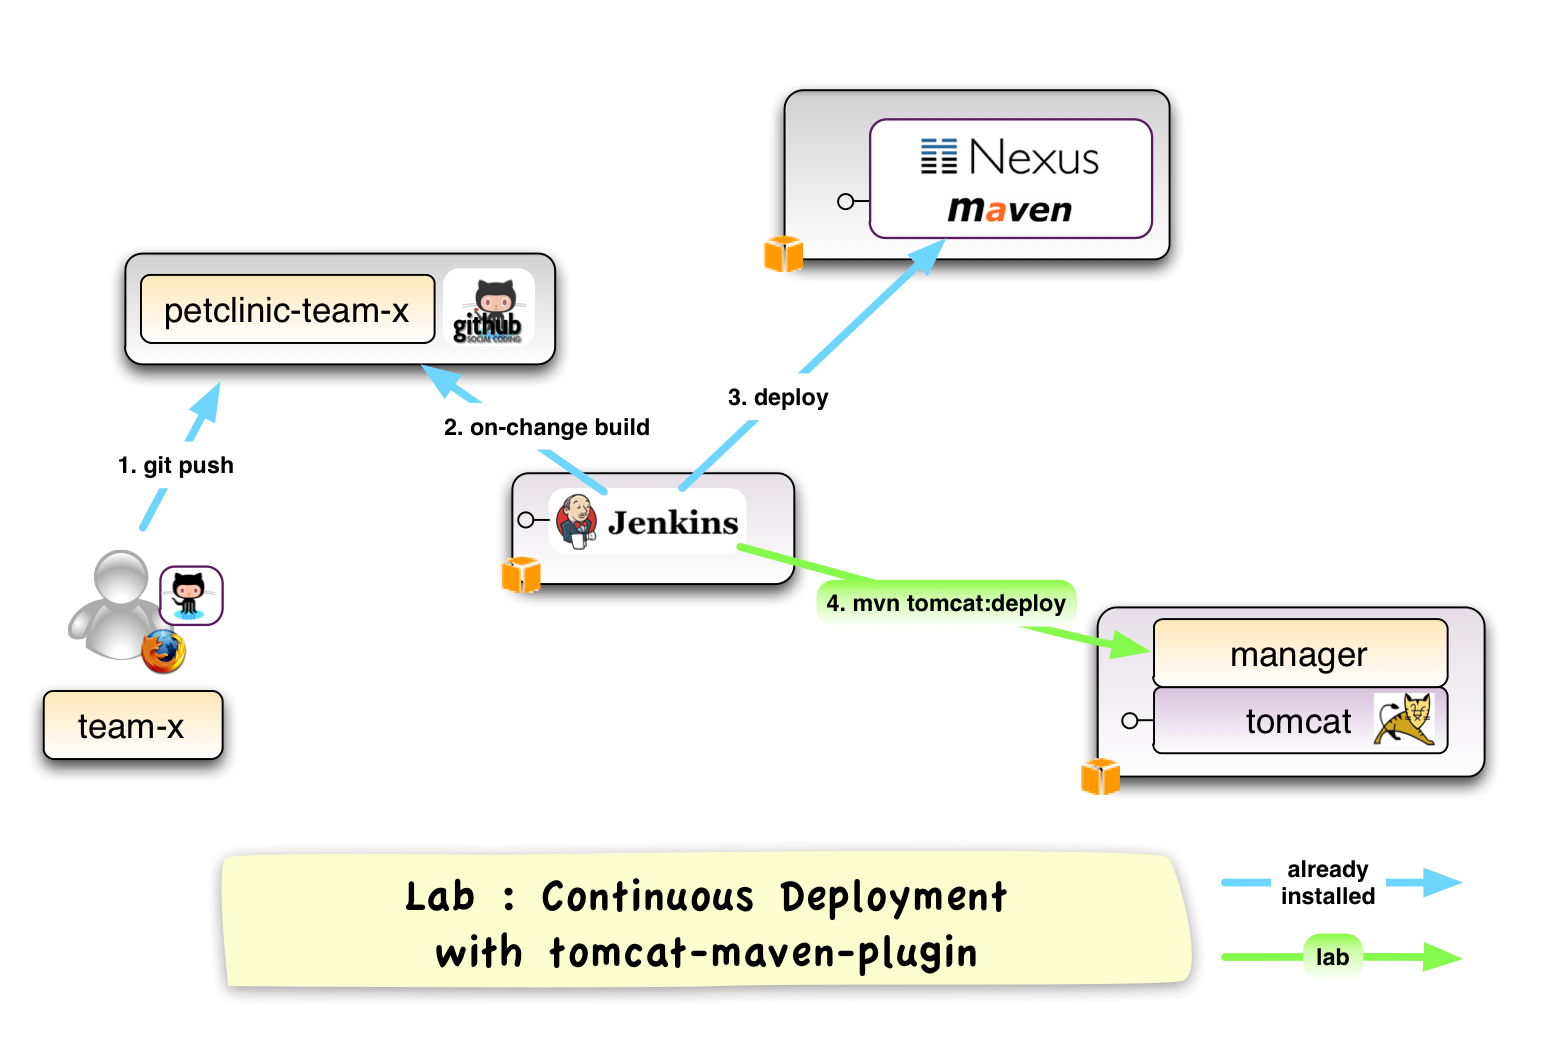 Nexus
maven
petclinic-team-x
github
SOCIAL CODING
3. deploy
2. on-change build
1. git push
Jenkins
4. mvn tomcat:deploy
manager
tomcat
team-x
Lab : Continuous Deployment
with tomcat-maven-plugin
already
installed
lab